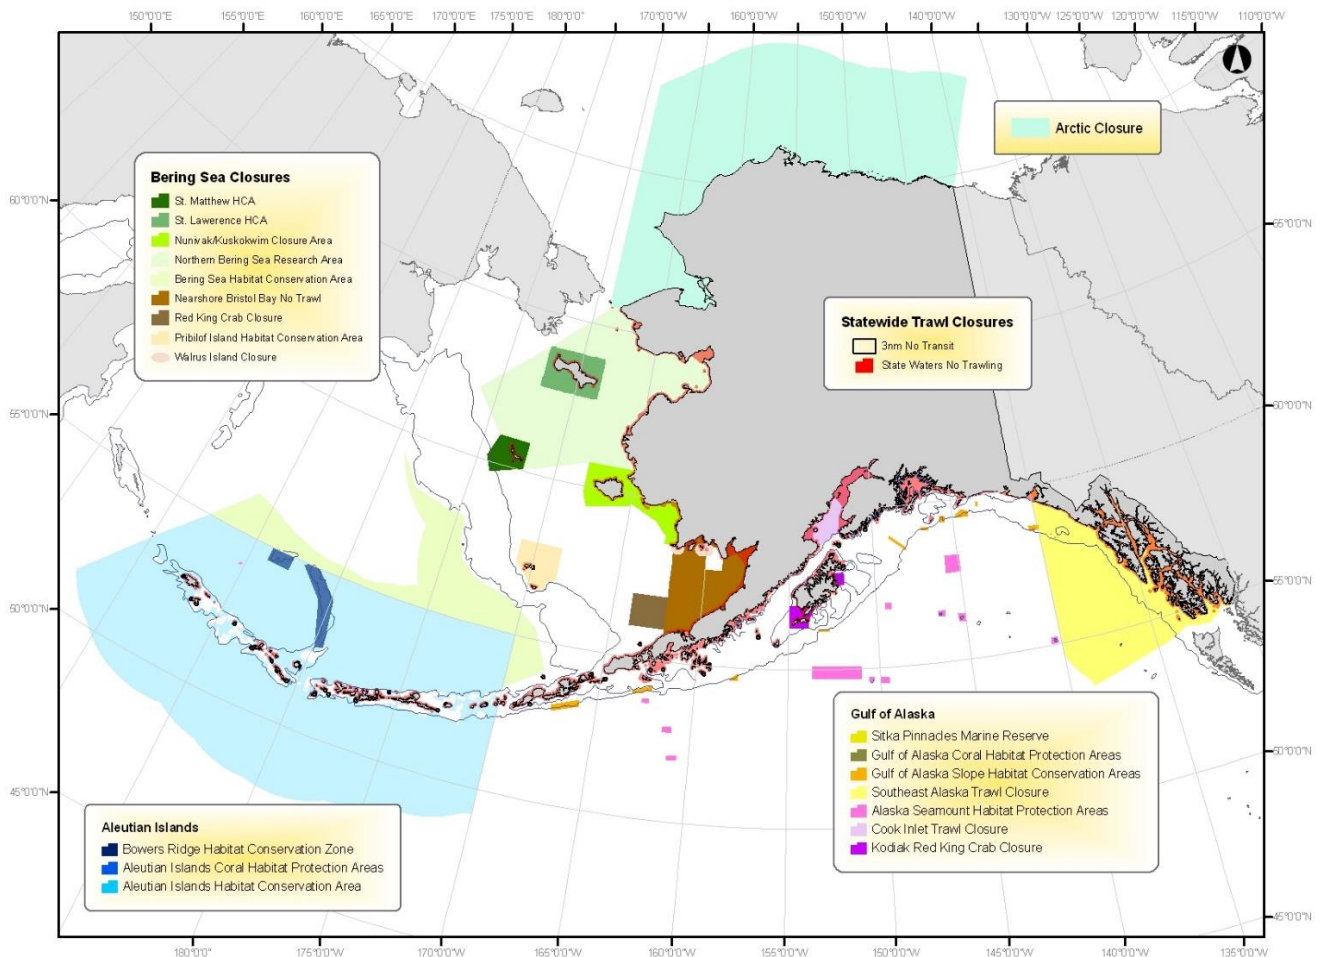 150°0'0"E 155°0'0"E 160°0'0"E 165°0'0"E 170°0'0"E 175°0'0"E 180°0'0" 170°0'0"W 160°0'0"W 150°0'0"W 140°0'0"W 130°0'0"W 120°0'0"W 115°0'0"W 110°0'0"W
Arctic Closure
Bering Sea Closures
St. Matthew HCA
St. Lawerence HCA
Nunivak/Kuskokwim Closure Area
Northern Bering Sea Research Area
Bering Sea Habitat Conservation Area
Nearshore Bristol Bay No Trawl
Red King Crab Closure
Pribilof Island Habitat Conservation Area
Walrus Island Closure
60°0'0"N
65°0'0"N
Statewide Trawl Closures
3nm No Transit
State Waters No Trawling
55°0'0"N
60°0'0"N
50°0'0"N
55°0'0"N
Gulf of Alaska
Sitka Pinnacles Marine Reserve
Gulf of Alaska Coral Habitat Protection Areas
Gulf of Alaska Slope Habitat Conservation Areas
Southeast Alaska Trawl Closure
Alaska Seamount Habitat Protection Areas
Cook Inlet Trawl Closure
Kodiak Red King Crab Closure
50°0'0"N
45°0'0"N
Aleutian Islands
Bowers Ridge Habitat Conservation Zone
Aleutian Islands Coral Habitat Protection Areas
Aleutian Islands Habitat Conservation Area
45°0'0"N
180°0'0" 175°0'0"W 170°0'0"W 165°0'0"W 160°0'0"W 155°0'0"W 150°0'0"W 145°0'0"W 140°0'0"W 135°0'0"W